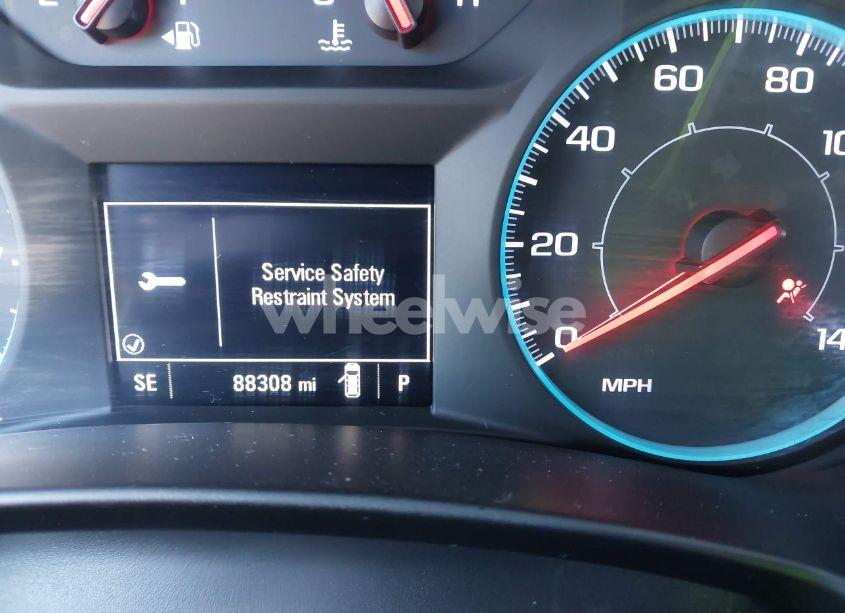 60
80
40
20
0
MPH
Service Safety
Restraint System
SE
88308 mi
P
wheelwise